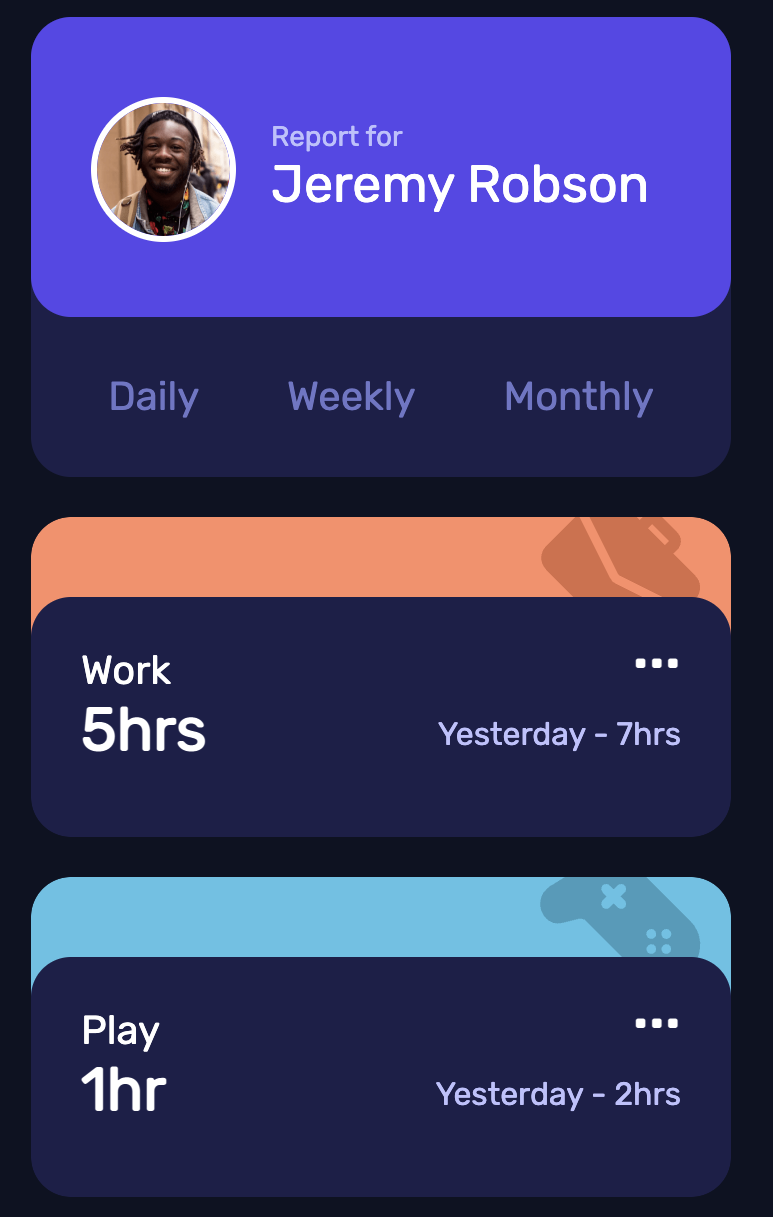 Report for
Jeremy Robson
Daily Weekly Monthly
Work
5hrs Yesterday - 7hrs
Play
1hr Yesterday - 2hrs